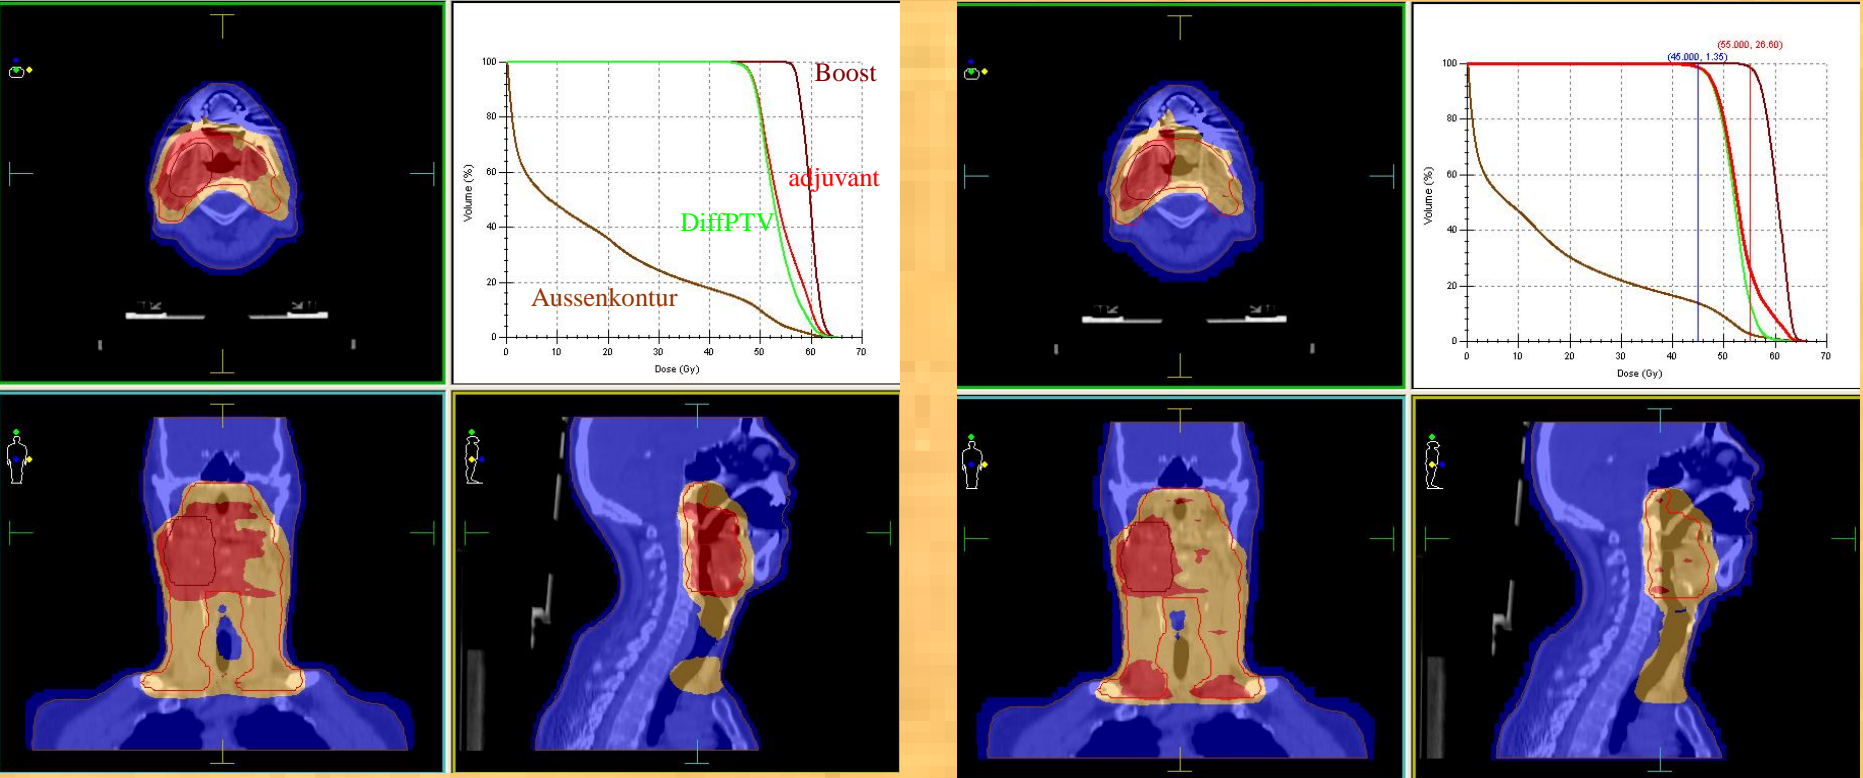 100
80
60
40
20
0
Volume (%)
0 10 20 30 40 50 60 70
Dose (Gy)
Boost
adjuvant
DiffPTV
Aussenkontur
(55.000, 26.60)
(45.000, 1.35)
100
80
60
40
20
0
Volume (%)
0 10 20 30 40 50 60 70
Dose (Gy)